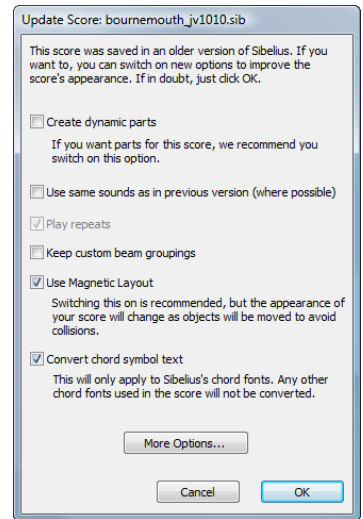 Update Score: bournemouth_jv1010.sib
This score was saved in an older version of Sibelius. If you
want to, you can switch on new options to improve the
score's appearance. If in doubt, just click OK.
Create dynamic parts
If you want parts for this score, we recommend you
switch on this option.
Use same sounds as in previous version (where possible)
Play repeats
Keep custom beam groupings
Use Magnetic Layout
Switching this on is recommended, but the appearance of
your score will change as objects will be moved to avoid
collisions.
Convert chord symbol text
This will only apply to Sibelius's chord fonts. Any other
chord fonts used in the score will not be converted.
More Options...
Cancel
OK